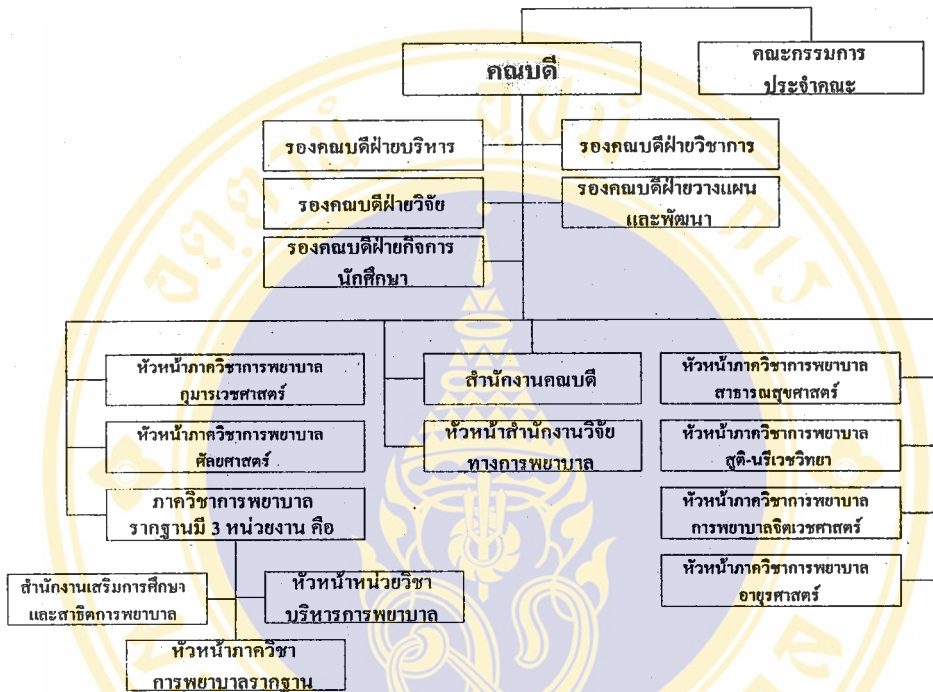 คณบดี
คณะกรรมการ
ประจำคณะ
รองคณบดีฝ่ายบริหาร
รองคณบดีฝ่ายวิชาการ
รองคณบดีฝ่ายวิจัย
รองคณบดีฝ่ายวางแผน
และพัฒนา
รองคณบดีฝ่ายกิจการ
นักศึกษา
หัวหน้าภาควิชาการพยาบาล
กุมารเวชศาสตร์
สำนักงานคณบดี
หัวหน้าภาควิชาการพยาบาล
สาธารณสุขศาสตร์
หัวหน้าภาควิชาการพยาบาล
ศัลยศาสตร์
หัวหน้าสำนักงานวิจัย
ทางการพยาบาล
หัวหน้าภาควิชาการพยาบาล
สูติ-นรีเวชวิทยา
ภาควิชาการพยาบาล
รากฐานมี 3 หน่วยงาน คือ
หัวหน้าภาควิชาการพยาบาล
การพยาบาลจิตเวชศาสตร์
หัวหน้าภาควิชาการพยาบาล
อายุรศาสตร์
สำนักงานเสริมการศึกษา
และสาธิตการพยาบาล
หัวหน้าหน่วยวิชา
บริหารการพยาบาล
หัวหน้าภาควิชา
การพยาบาลรากฐาน